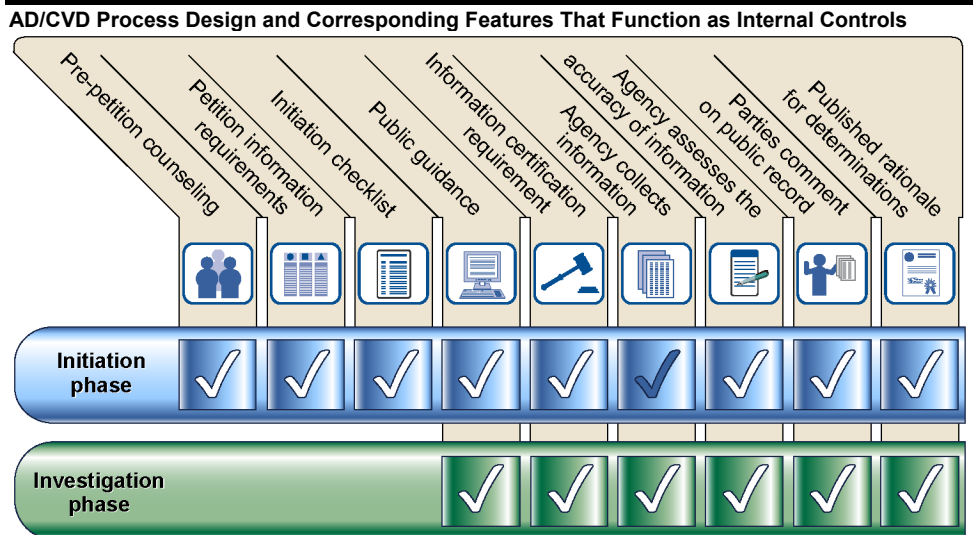 AD/CVD Process Design and Corresponding Features That Function as Internal Controls
Pre-petition counseling
Petition information
requirements
Initiation checklist
Public guidance
Information certification
requirement
Agency collects
information
Agency assesses the
accuracy of information
Parties comment
on public record
Published rationale
for determinations
Initiation
phase
Investigation
phase